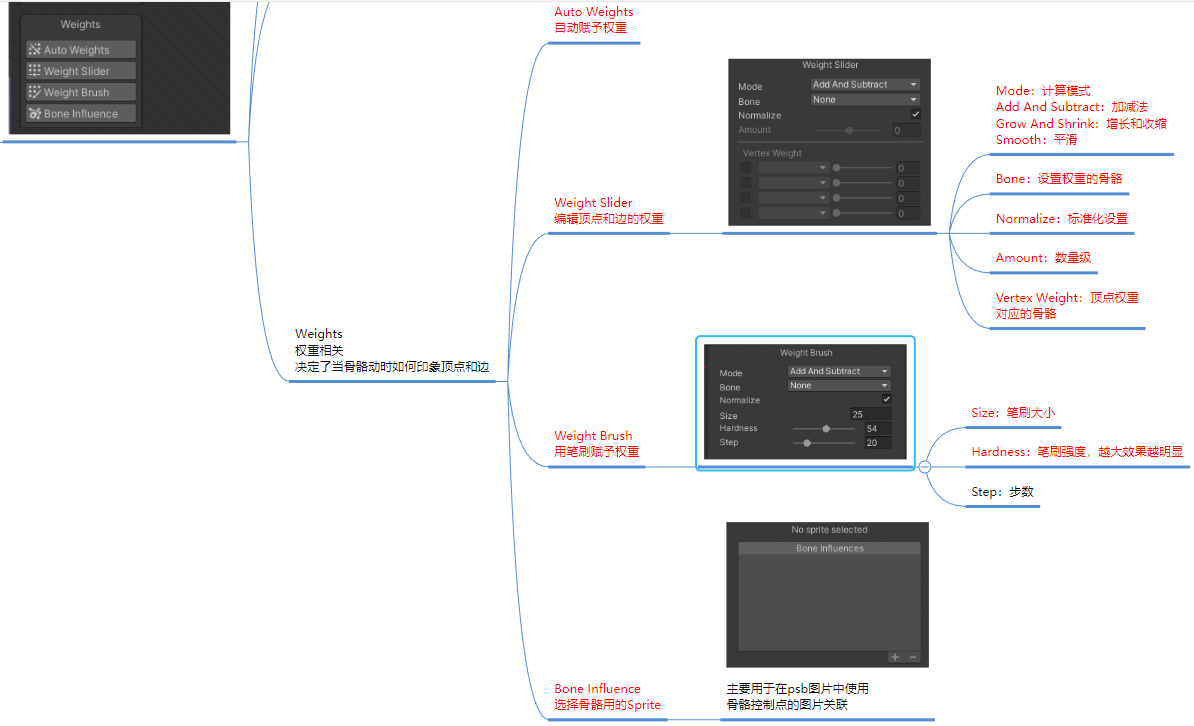 Weights
Auto Weights
Weight Slider
Weight Brush
Bone Influence
Weights
权重相关
决定了当骨骼动时如何印象顶点和边
Auto Weights
自动赋予权重
Weight Slider
编辑顶点和边的权重
Weight Slider
Mode Add And Subtract
Bone None
Normalize
Amount 0
Vertex Weight
0
0
0
0
Mode：计算模式
Add And Subtract：加减法
Grow And Shrink：增长和收缩
Smooth：平滑
Bone：设置权重的骨骼
Normalize：标准化设置
Amount：数量级
Vertex Weight：顶点权重
对应的骨骼
Weight Brush
用笔刷赋予权重
Weight Brush
Mode Add And Subtract
Bone None
Normalize
Size 25
Hardness 54
Step 20
Size：笔刷大小
Hardness：笔刷强度，越大效果越明显
Step：步数
Bone Influence
选择骨骼用的Sprite
No sprite selected
Bone Influences
主要用于在psb图片中使用
骨骼控制点的图片关联